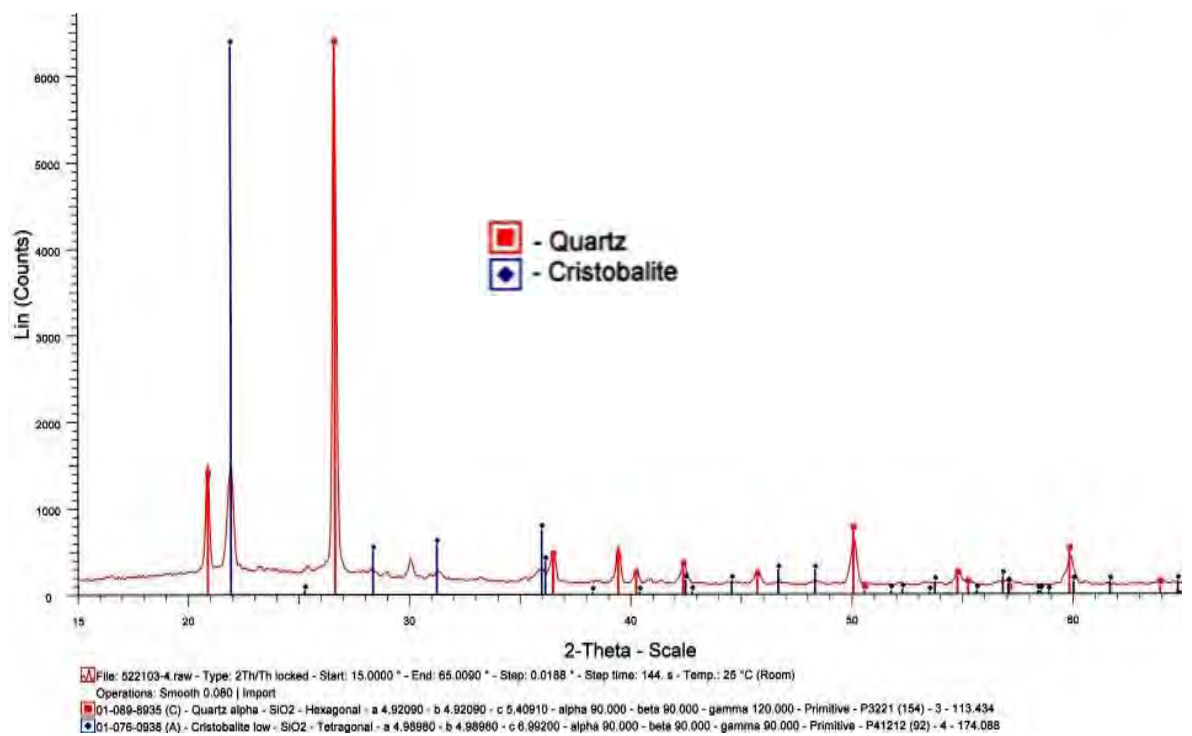 Lin (Counts)
6000
5000
4000
3000
2000
1000
0
- Quartz
- Cristobalite
15 20 30 40 50 60
2-Theta - Scale
File: 522103-4.raw - Type: 2Th/Th locked - Start: 15.0000 ° - End: 65.0090 ° - Step: 0.0188 ° - Step time: 144. s - Temp.: 25 °C (Room)
Operations: Smooth 0.080 | Import
01-089-8935 (C) - Quartz alpha - SiO2 - Hexagonal - a 4.92090 - b 4.92090 - c 5.40910 - alpha 90.000 - beta 90.000 - gamma 120.000 - Primitive - P3221 (154) - 3 - 113.434
01-076-0938 (A) - Cristobalite low - SiO2 - Tetragonal - a 4.98980 - b 4.98980 - c 6.99200 - alpha 90.000 - beta 90.000 - gamma 90.000 - Primitive - P41212 (92) - 4 - 174.088